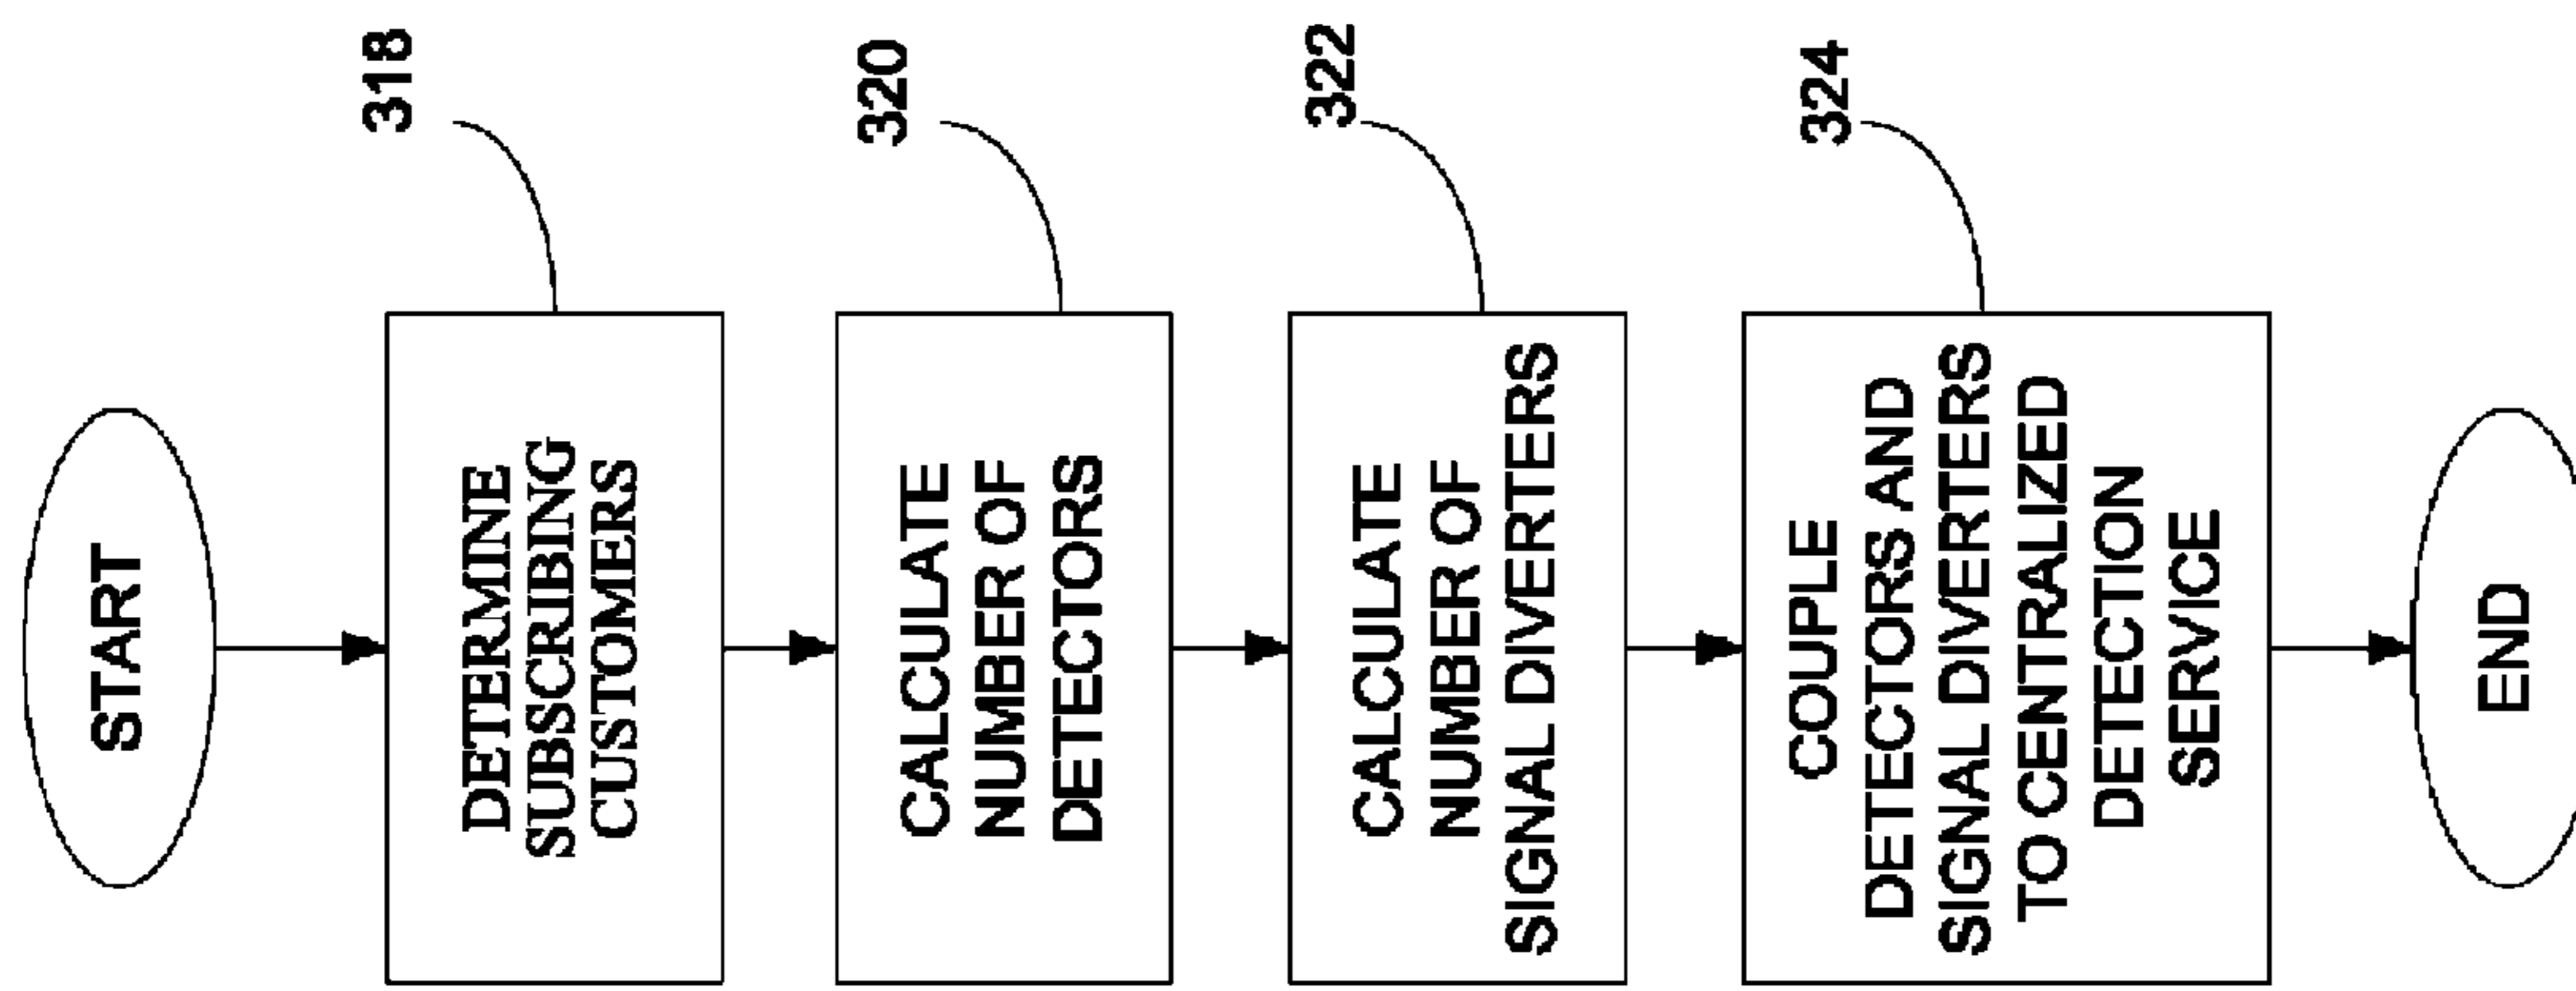 START
318
DETERMINE
SUBSCRIBING
CUSTOMERS
320
CALCULATE
NUMBER OF
DETECTORS
322
CALCULATE
NUMBER OF
SIGNAL DIVERTERS
324
COUPLE
DETECTORS AND
SIGNAL DIVERTERS
TO CENTRALIZED
DETECTION
SERVICE
END